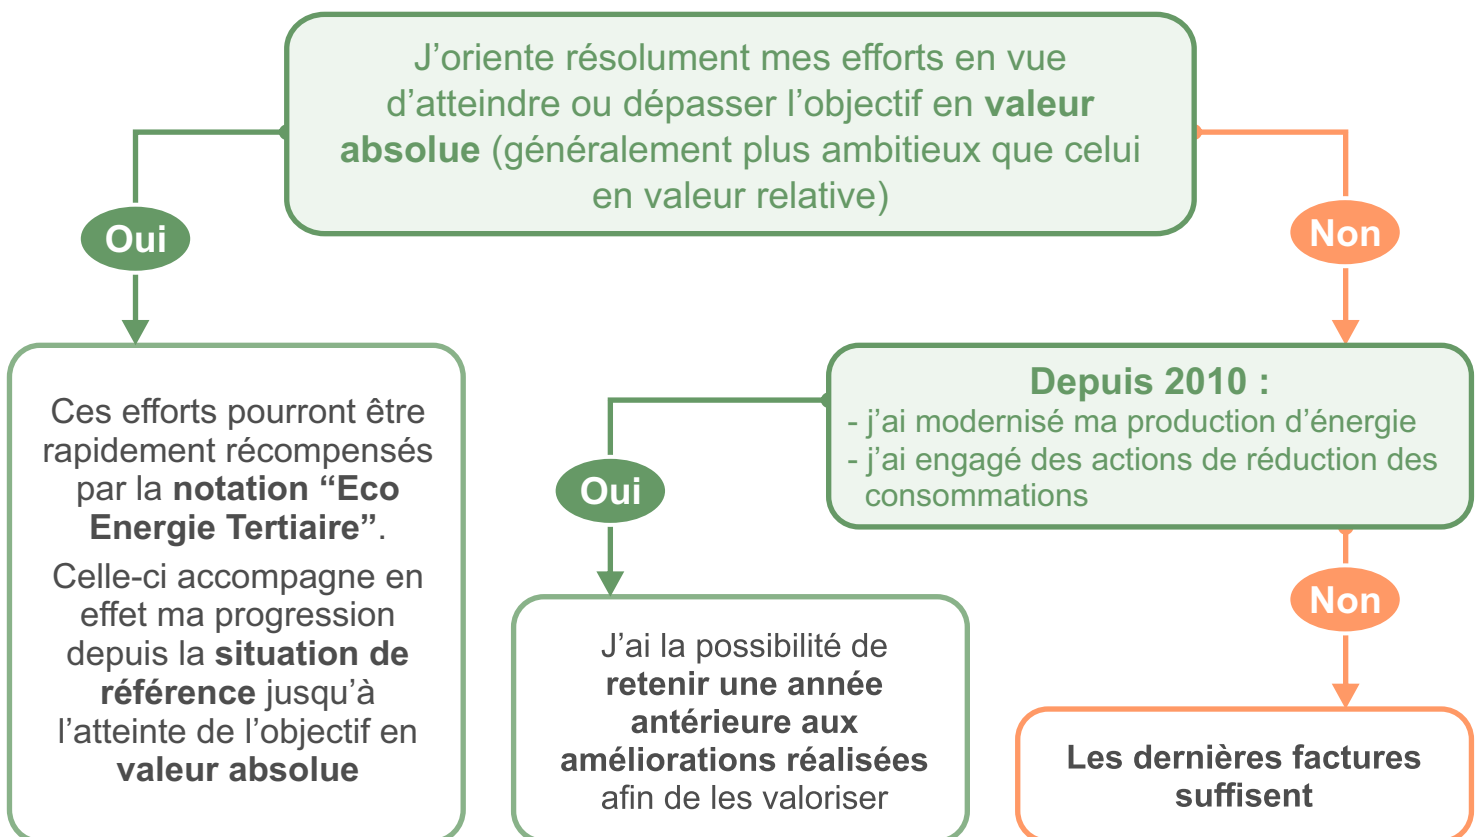 J’oriente résolument mes efforts en vue
d’atteindre ou dépasser l’objectif en valeur
absolue (généralement plus ambitieux que celui
en valeur relative)
Oui
Non
Ces efforts pourront être
rapidement récompensés
par la notation “Eco
Energie Tertiaire”.
Celle-ci accompagne en
effet ma progression
depuis la situation de
référence jusqu’à
l’atteinte de l’objectif en
valeur absolue
Depuis 2010 :
- j’ai modernisé ma production d’énergie
- j’ai engagé des actions de réduction des
consommations
Oui
Non
J’ai la possibilité de
retenir une année
antérieure aux
améliorations réalisées
afin de les valoriser
Les dernières factures
suffisent